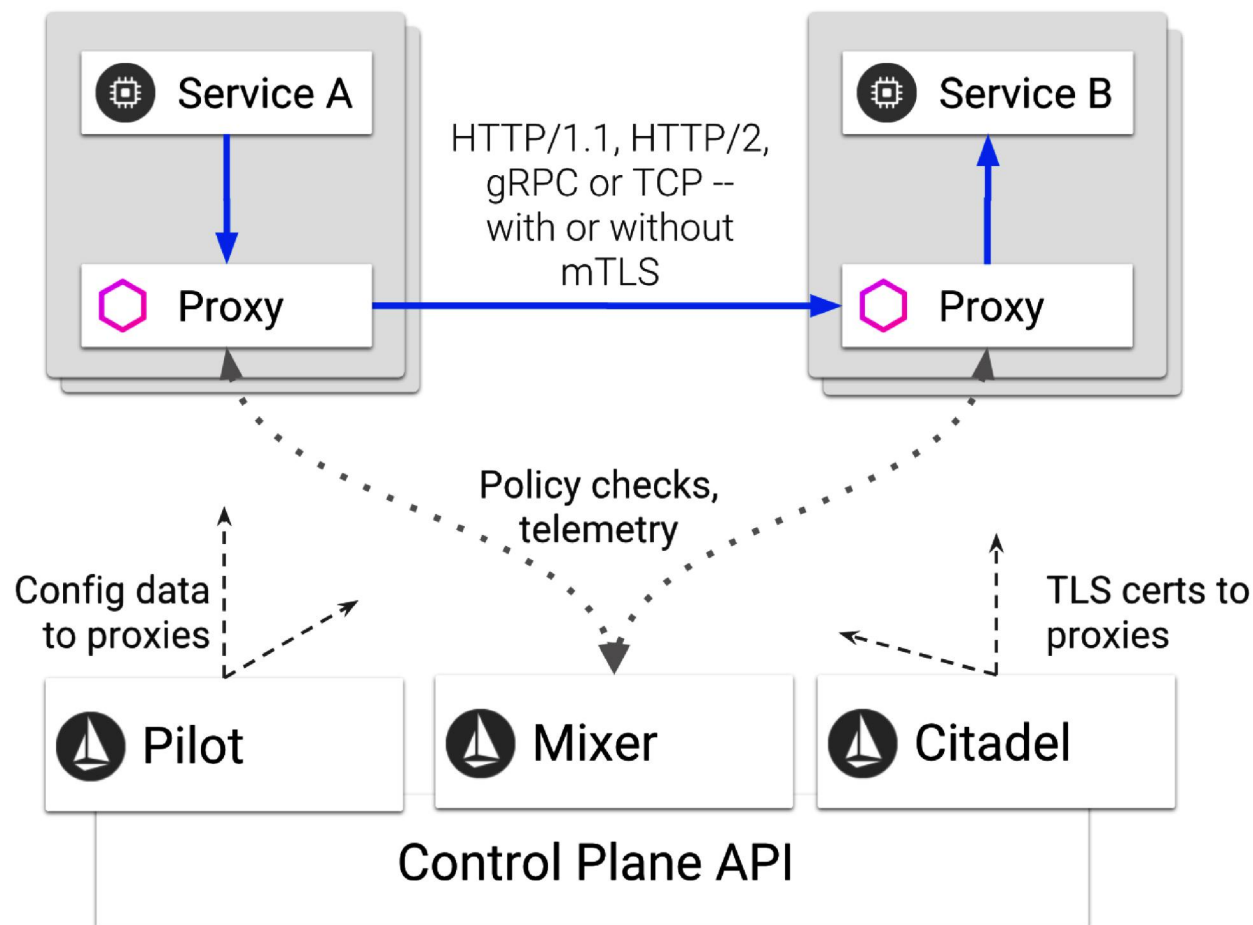 Service A
Service B
HTTP/1.1, HTTP/2,
gRPC or TCP --
with or without
mTLS
Proxy
Proxy
Policy checks,
telemetry
Config data
to proxies
TLS certs to
proxies
Pilot
Mixer
Citadel
Control Plane API